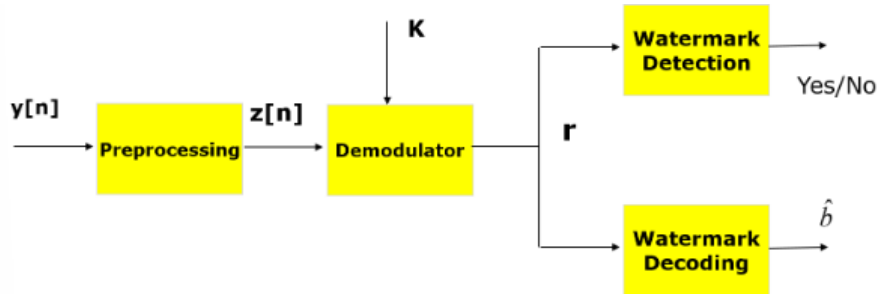 K
Watermark
Detection
Yes/No
y[n]
Preprocessing
z[n]
Demodulator
r
Watermark
Decoding
b̂